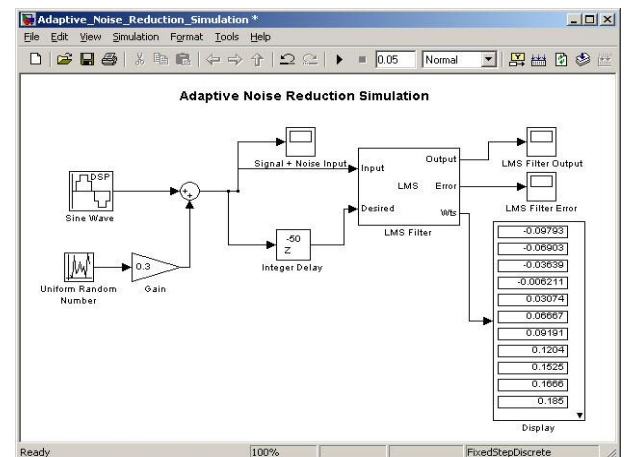 Adaptive_Noise_Reduction_Simulation *
File Edit View Simulation Format Tools Help
0.05 Normal
Adaptive Noise Reduction Simulation
Signal + Noise Input
DSP
Sine Wave
Uniform Random
Number
0.3
Gain
-50
Z
Integer Delay
Input
Desired
LMS
Output
Error
Wts
LMS Filter
LMS Filter Output
LMS Filter Error
-0.09793
-0.06903
-0.03639
-0.006211
0.03074
0.06667
0.09191
0.1204
0.1525
0.1666
0.185
Display
Ready 100% FixedStepDiscrete